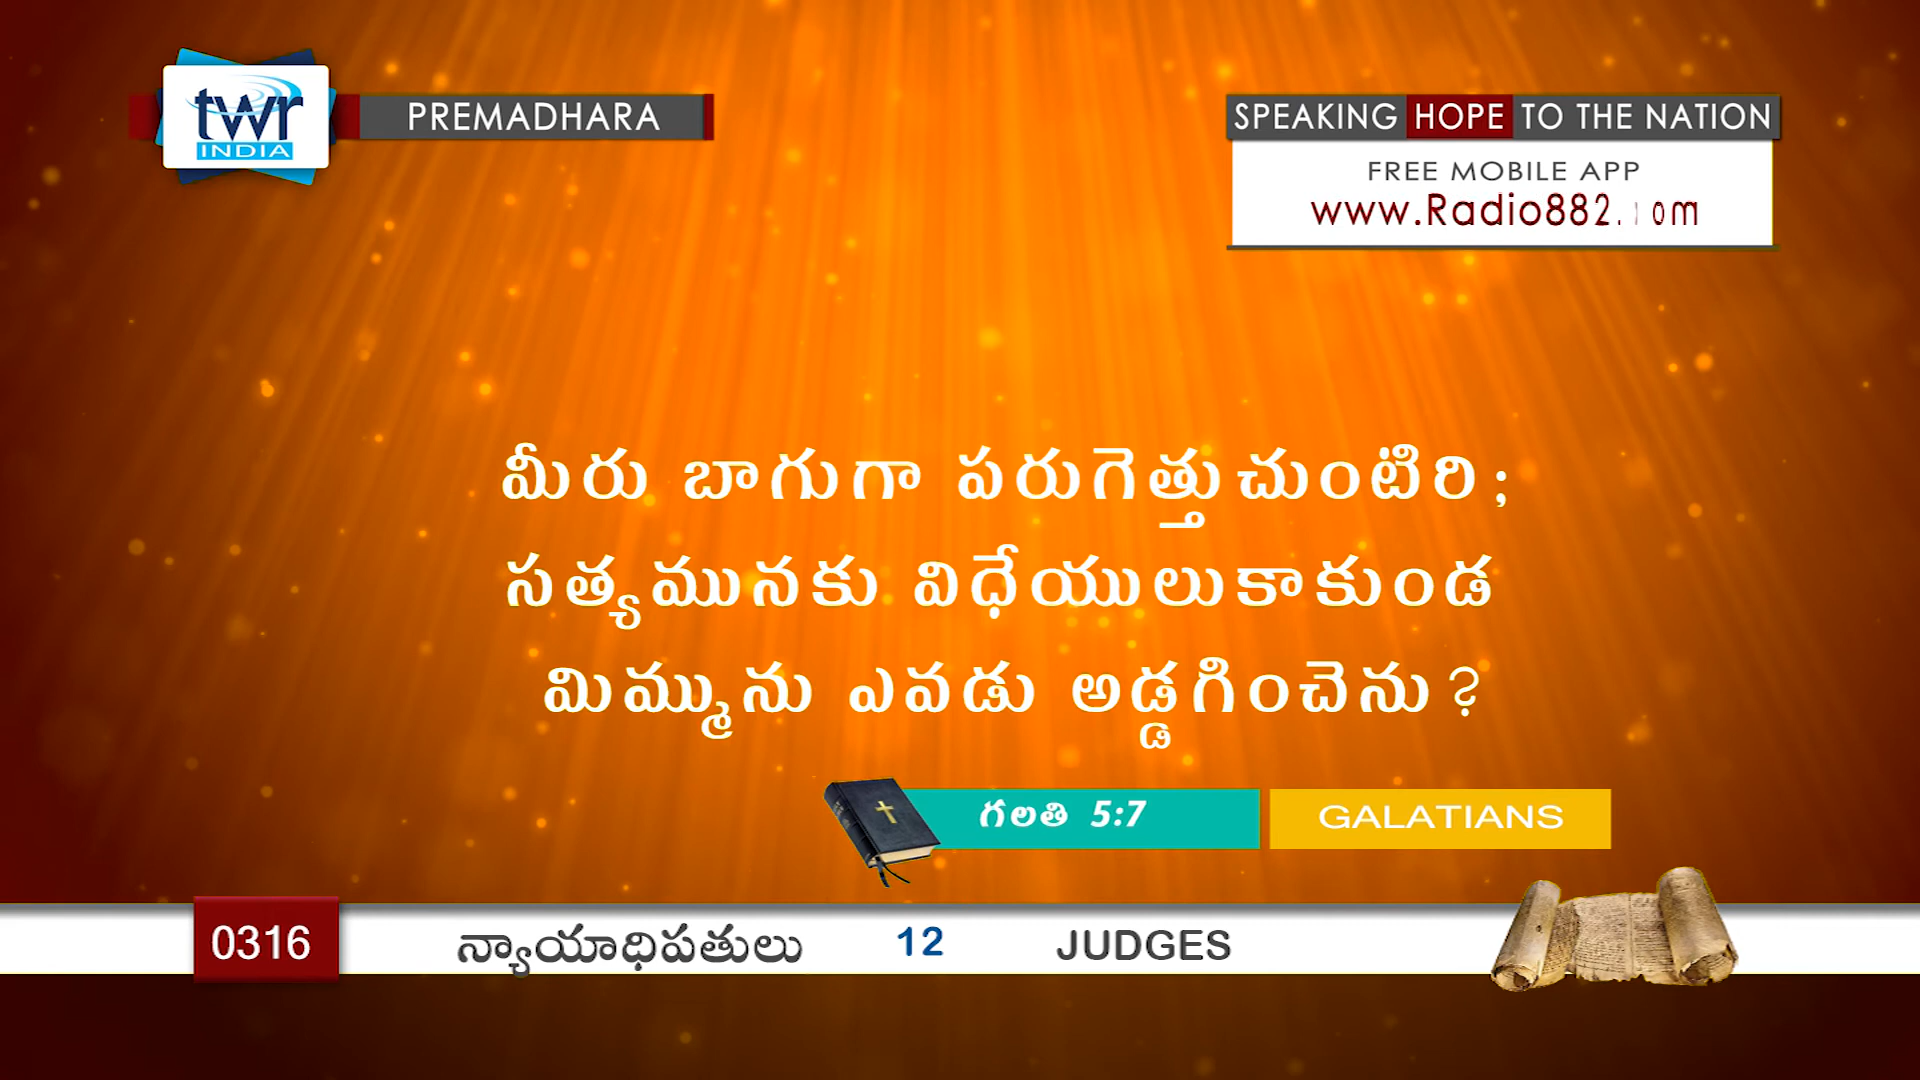 twr
INDIA
PREMADHARA
SPEAKING HOPE TO THE NATION
FREE MOBILE APP
మీరు బాగుగా పరుగెత్తుచుంటిరి;
సత్యమునకు విధేయులుకాకుండ
మిమ్మును ఎవడు అడ్డగించెను?
గలతి 5:7
GALATIANS
0316
న్యాయాధిపతులు 12 JUDGES